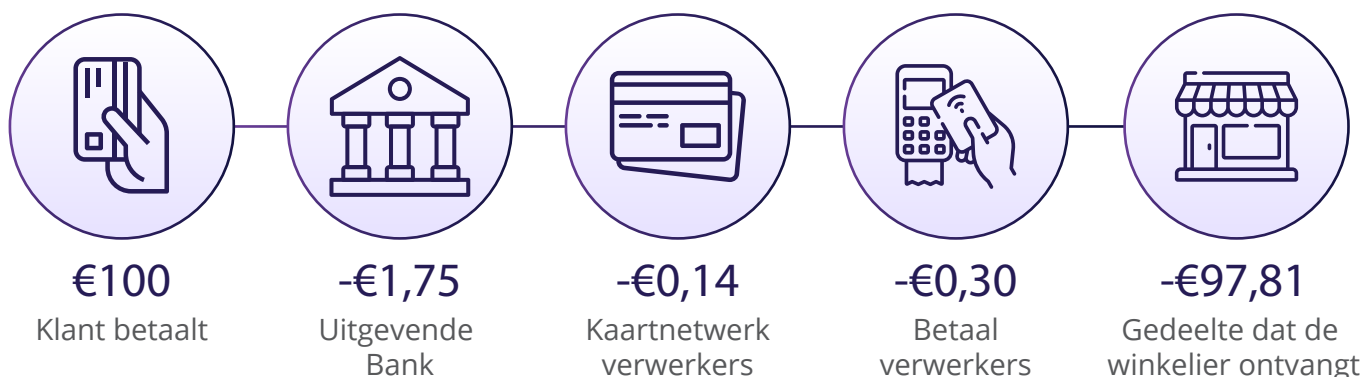 €100
Klant betaalt
-€1,75
Uitgevende
Bank
-€0,14
Kaartnetwerk
verwerkers
-€0,30
Betaal
verwerkers
-€97,81
Gedeelte dat de
winkelier ontvangt